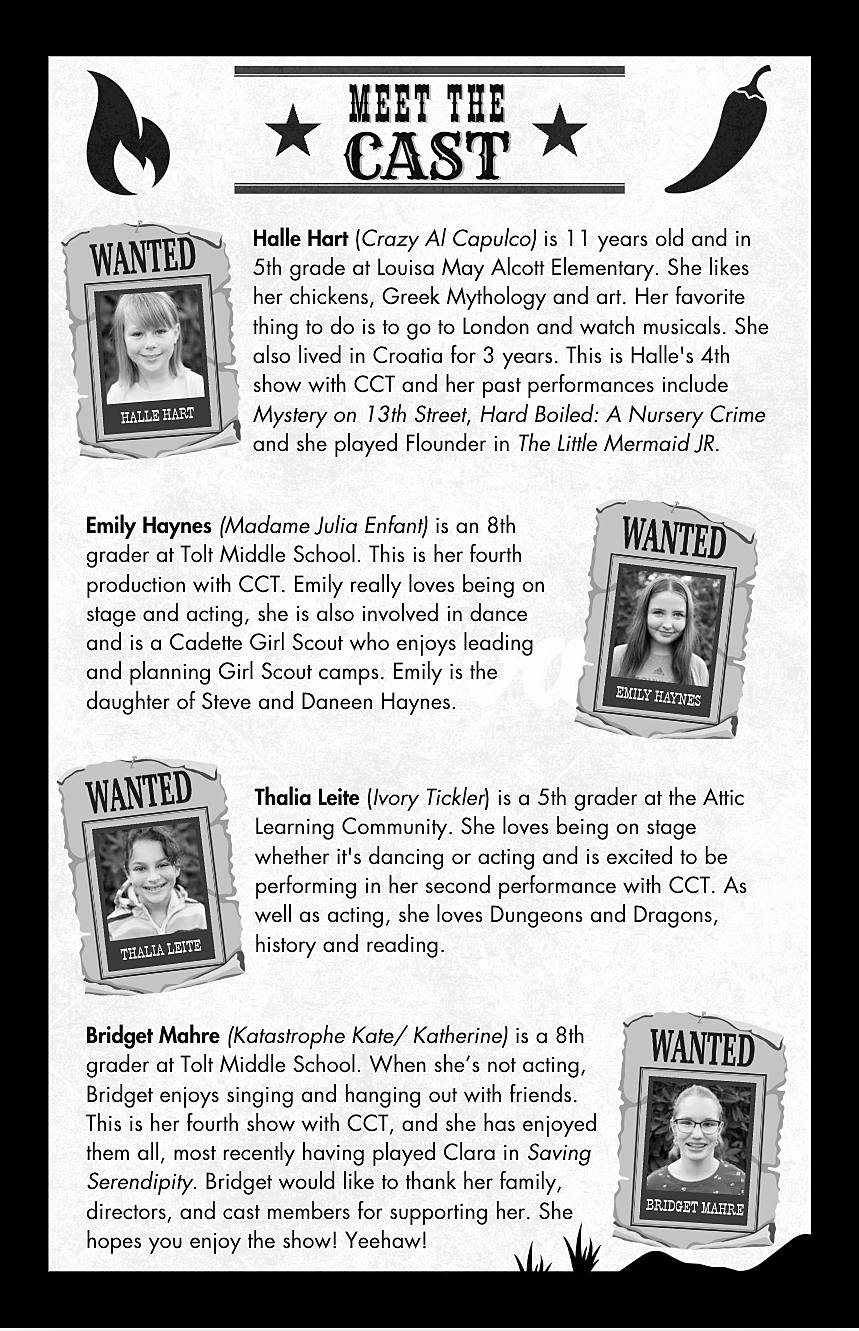 MEET THE
CAST
WANTED
HALLE HART
Halle Hart (Crazy Al Capulco) is 11 years old and in
5th grade at Louisa May Alcott Elementary. She likes
her chickens, Greek Mythology and art. Her favorite
thing to do is to go to London and watch musicals. She
also lived in Croatia for 3 years. This is Halle's 4th
show with CCT and her past performances include
Mystery on 13th Street, Hard Boiled: A Nursery Crime
and she played Flounder in The Little Mermaid JR.
Emily Haynes (Madame Julia Enfant) is an 8th
grader at Tolt Middle School. This is her fourth
production with CCT. Emily really loves being on
stage and acting, she is also involved in dance
and is a Cadette Girl Scout who enjoys leading
and planning Girl Scout camps. Emily is the
daughter of Steve and Daneen Haynes.
WANTED
EMILY HAYNES
WANTED
THALIA LEITE
Thalia Leite (Ivory Tickler) is a 5th grader at the Attic
Learning Community. She loves being on stage
whether it's dancing or acting and is excited to be
performing in her second performance with CCT. As
well as acting, she loves Dungeons and Dragons,
history and reading.
Bridget Mahre (Katastrophe Kate/ Katherine) is a 8th
grader at Tolt Middle School. When she’s not acting,
Bridget enjoys singing and hanging out with friends.
This is her fourth show with CCT, and she has enjoyed
them all, most recently having played Clara in Saving
Serendipity. Bridget would like to thank her family,
directors, and cast members for supporting her. She
hopes you enjoy the show! Yeehaw!
WANTED
BRIDGET MAHRE